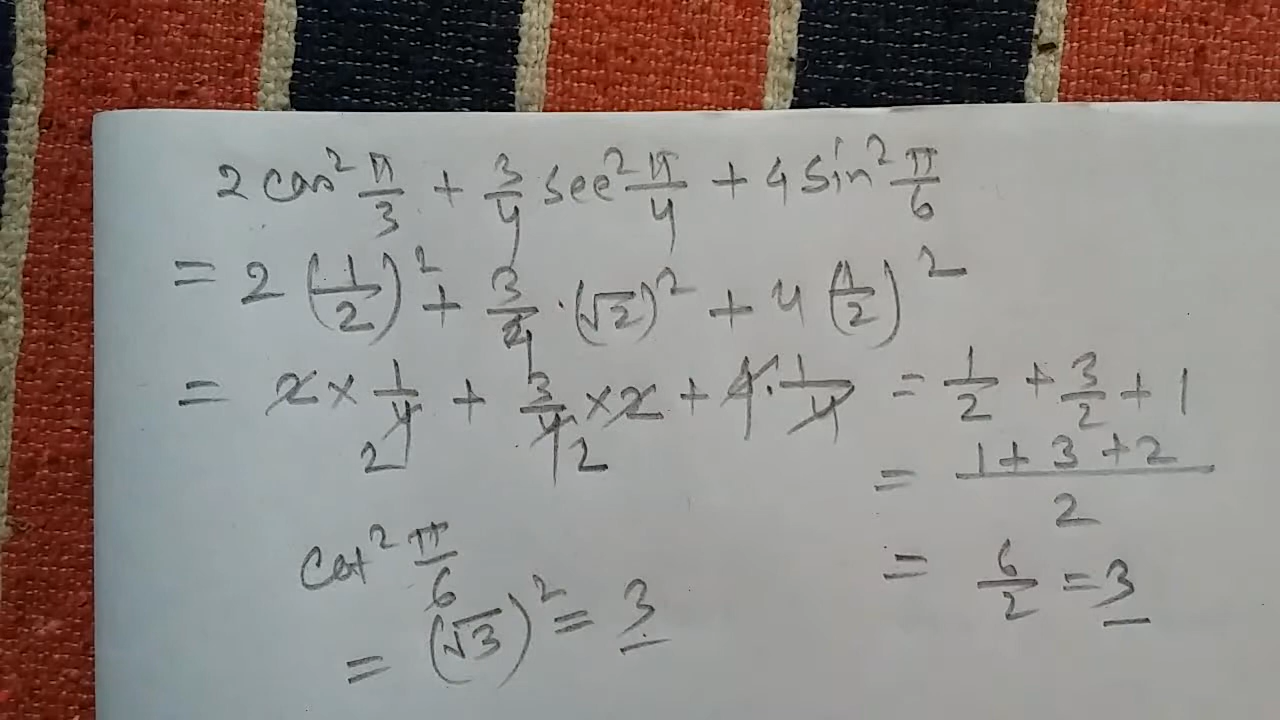 2 cos² π/3 + 3/4 sec² π/4 + 4 sin² π/6
= 2 (1/2)² + 3/4 · (√2)² + 4 (1/2)²
= 2 × 1/4 + 3/4 × 2 + 4 · 1/4 = 1/2 + 3/2 + 1
2 2
= (1 + 3 + 2)/2
= 6/2 = 3
cot² π/6
= (√3)² = 3